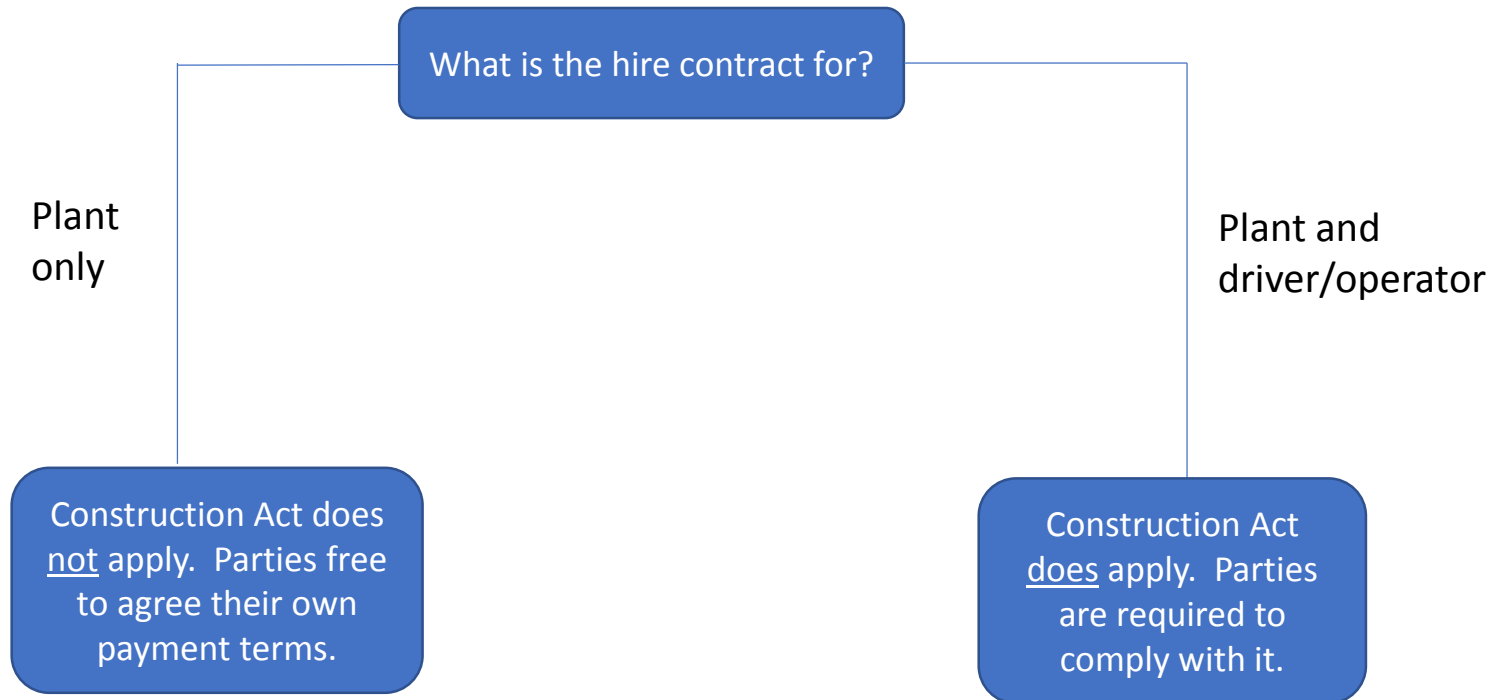 What is the hire contract for?
Plant
only
Plant and
driver/operator
Construction Act does
not apply.  Parties free
to agree their own
payment terms.
Construction Act
does apply.  Parties
are required to
comply with it.